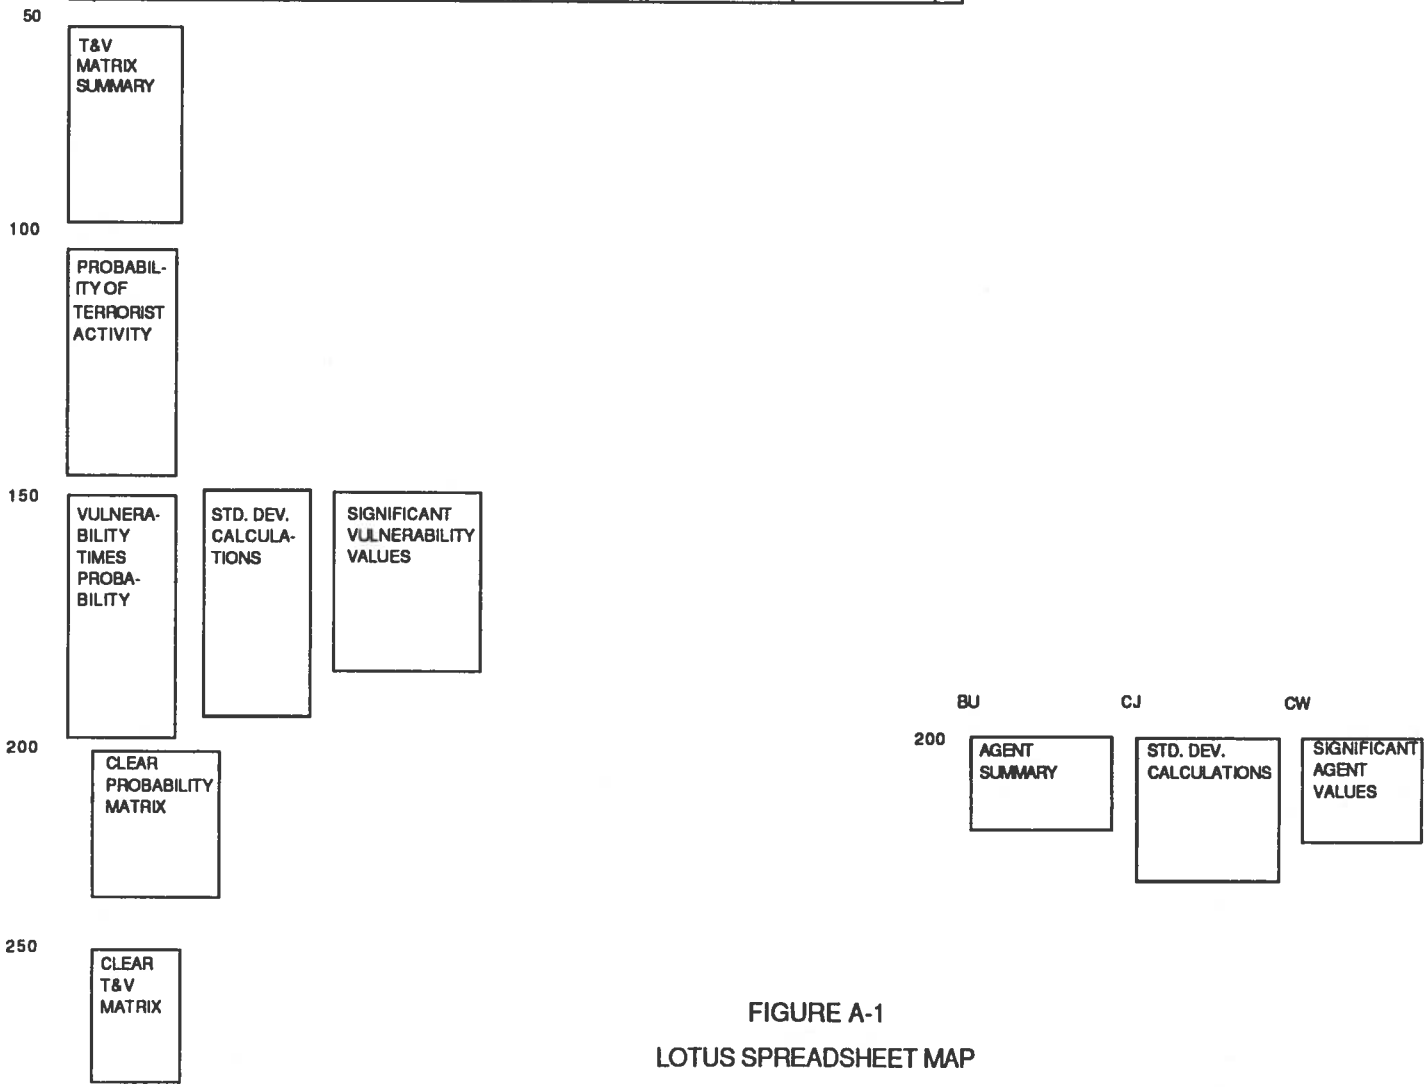 50
T&V
MATRIX
SUMMARY
100
PROBABIL-
ITY OF
TERRORIST
ACTIVITY
150
VULNERA-
BILITY
TIMES
PROBA-
BILITY
STD. DEV.
CALCULA-
TIONS
SIGNIFICANT
VULNERABILITY
VALUES
BU
CJ
CW
200
CLEAR
PROBABILITY
MATRIX
200
AGENT
SUMMARY
STD. DEV.
CALCULATIONS
SIGNIFICANT
AGENT
VALUES
250
CLEAR
T&V
MATRIX
FIGURE A-1
LOTUS SPREADSHEET MAP